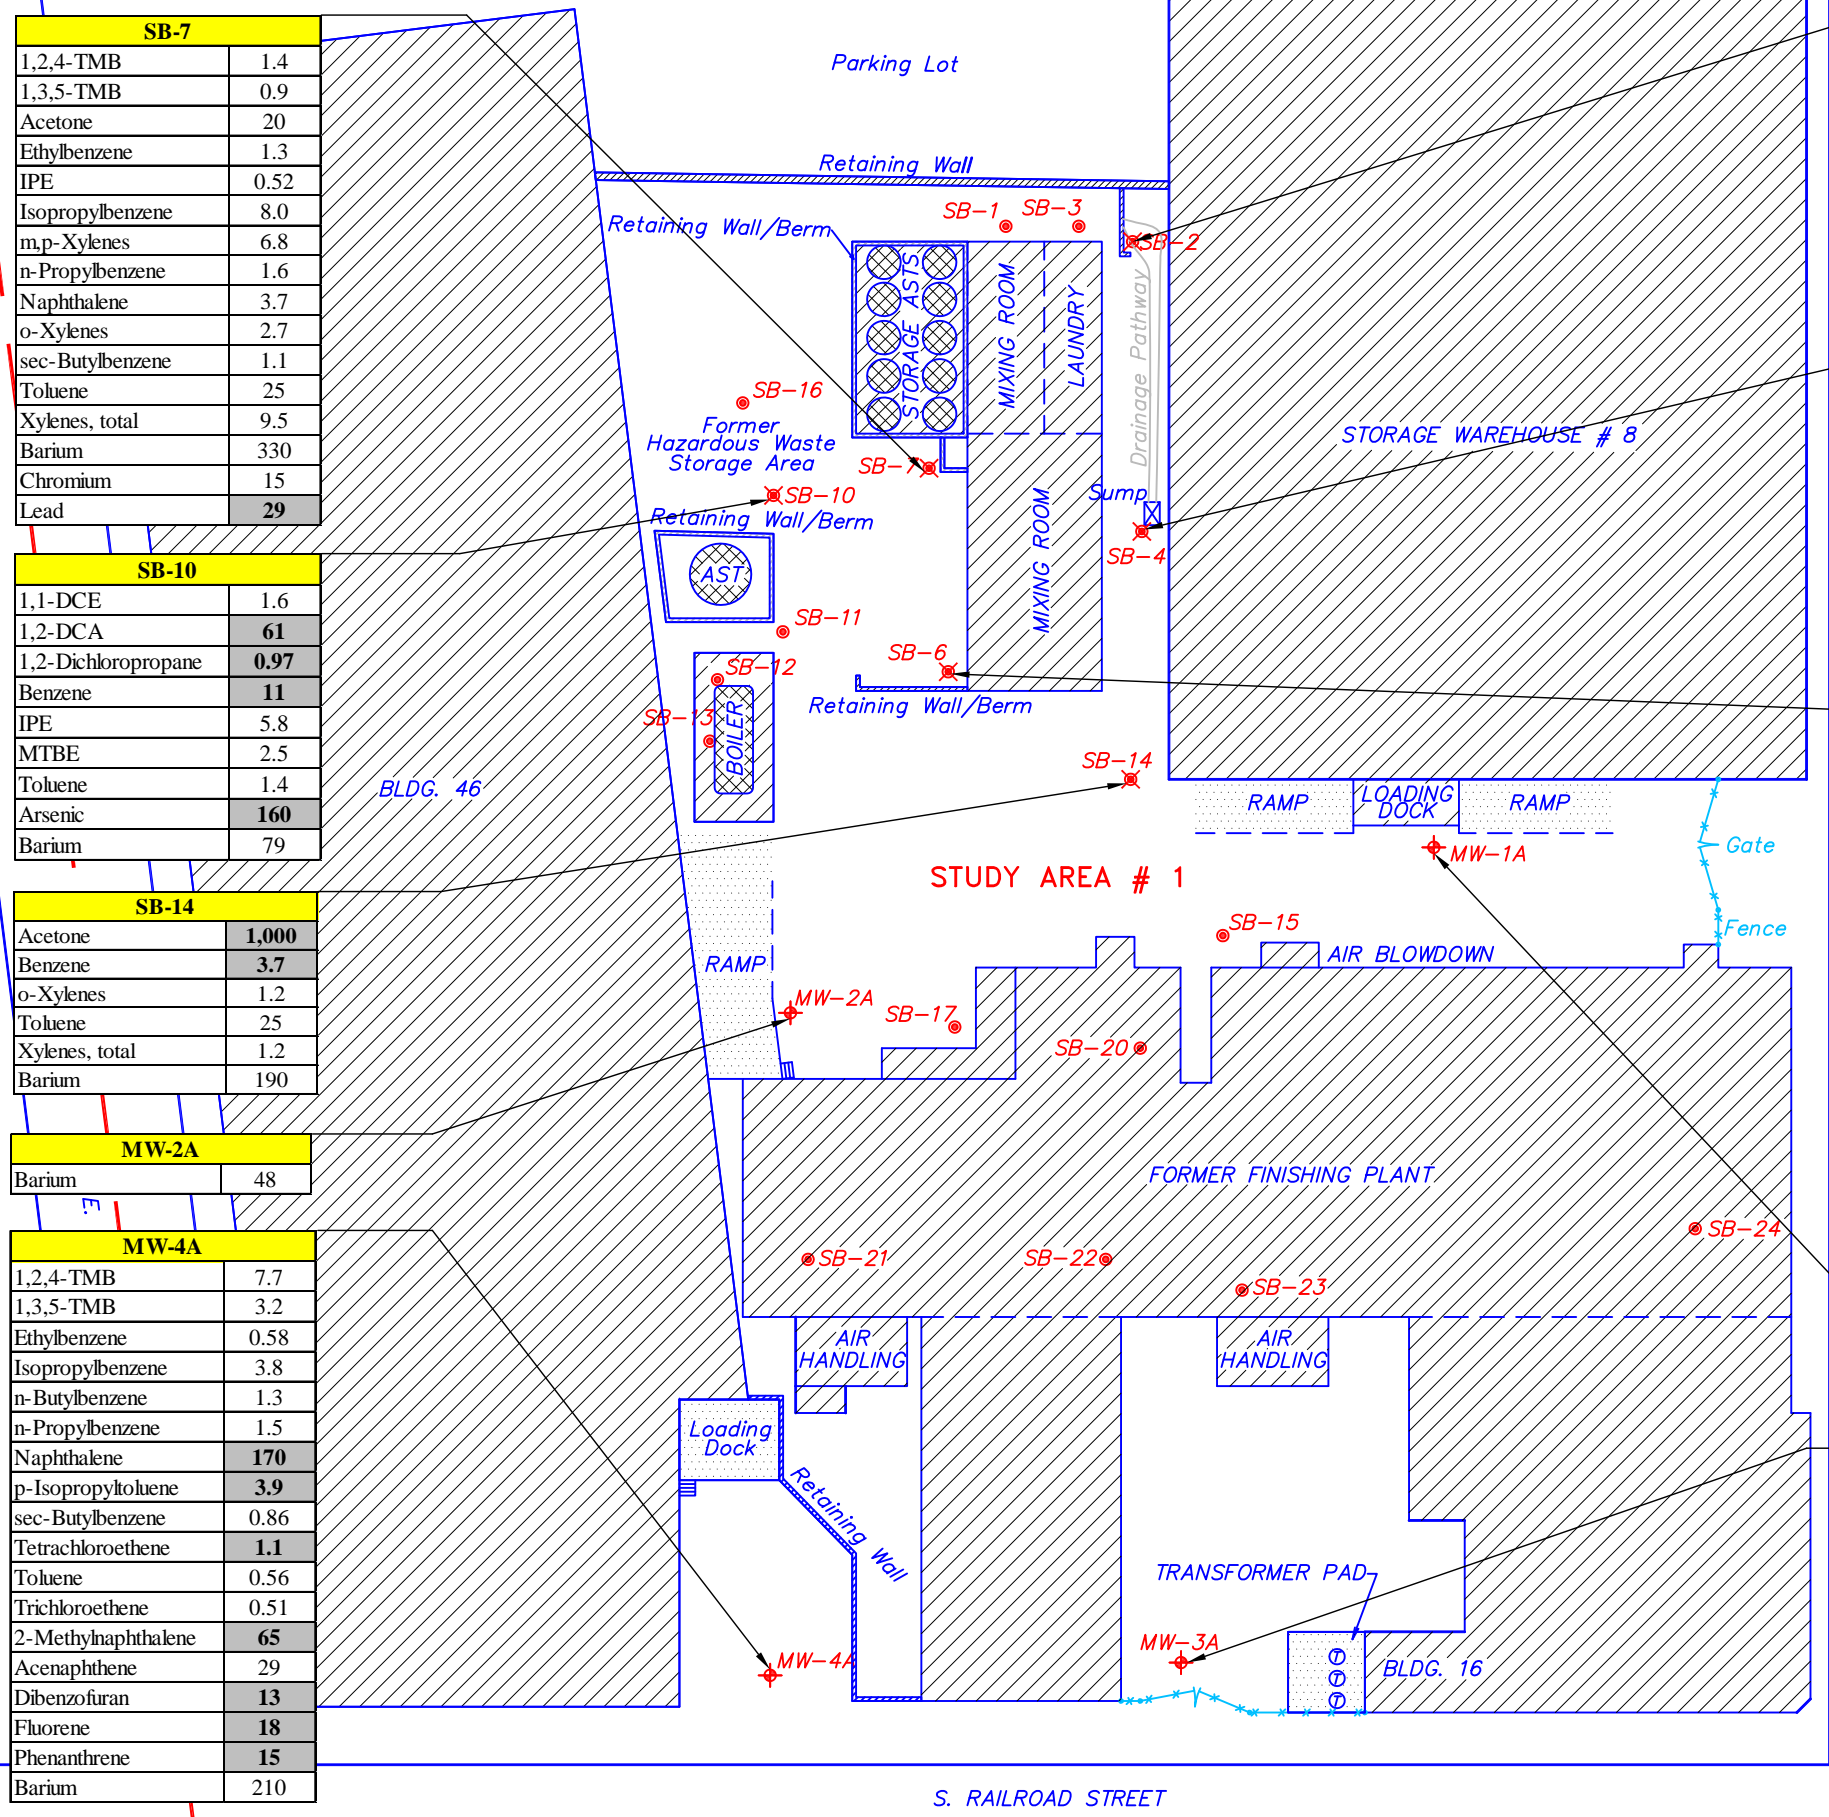 SB-7
1,2,4-TMB 1.4
1,3,5-TMB 0.9
Acetone 20
Ethylbenzene 1.3
IPE 0.52
Isopropylbenzene 8.0
m,p-Xylenes 6.8
n-Propylbenzene 1.6
Naphthalene 3.7
o-Xylenes 2.7
sec-Butylbenzene 1.1
Toluene 25
Xylenes, total 9.5
Barium 330
Chromium 15
Lead 29
SB-10
1,1-DCE 1.6
1,2-DCA 61
1,2-Dichloropropane 0.97
Benzene 11
IPE 5.8
MTBE 2.5
Toluene 1.4
Arsenic 160
Barium 79
SB-14
Acetone 1,000
Benzene 3.7
o-Xylenes 1.2
Toluene 25
Xylenes, total 1.2
Barium 190
MW-2A
Barium 48
E.
MW-4A
1,2,4-TMB 7.7
1,3,5-TMB 3.2
Ethylbenzene 0.58
Isopropylbenzene 3.8
n-Butylbenzene 1.3
n-Propylbenzene 1.5
Naphthalene 170
p-Isopropyltoluene 3.9
sec-Butylbenzene 0.86
Tetrachloroethene 1.1
Toluene 0.56
Trichloroethene 0.51
2-Methylnaphthalene 65
Acenaphthene 29
Dibenzofuran 13
Fluorene 18
Phenanthrene 15
Barium 210
Parking Lot
Retaining Wall
Retaining Wall/Berm
SB-1
SB-3
SB-2
STORAGE ASTS
MIXING ROOM
LAUNDRY
Drainage Pathway
SB-16
Former
Hazardous Waste
Storage Area
SB-7
SB-10
Retaining Wall/Berm
STORAGE WAREHOUSE # 8
Sump
SB-4
MIXING ROOM
AST
SB-11
SB-6
SB-12
Retaining Wall/Berm
SB-13
BOILER
SB-14
BLDG. 46
RAMP
LOADING
DOCK
RAMP
MW-1A
Gate
STUDY AREA # 1
SB-15
Fence
AIR BLOWDOWN
RAMP
MW-2A
SB-17
SB-20
FORMER FINISHING PLANT
SB-24
SB-21
SB-22
SB-23
AIR
HANDLING
AIR
HANDLING
Loading
Dock
Retaining Wall
TRANSFORMER PAD
MW-4A
MW-3A
T
T
T
BLDG. 16
S. RAILROAD STREET